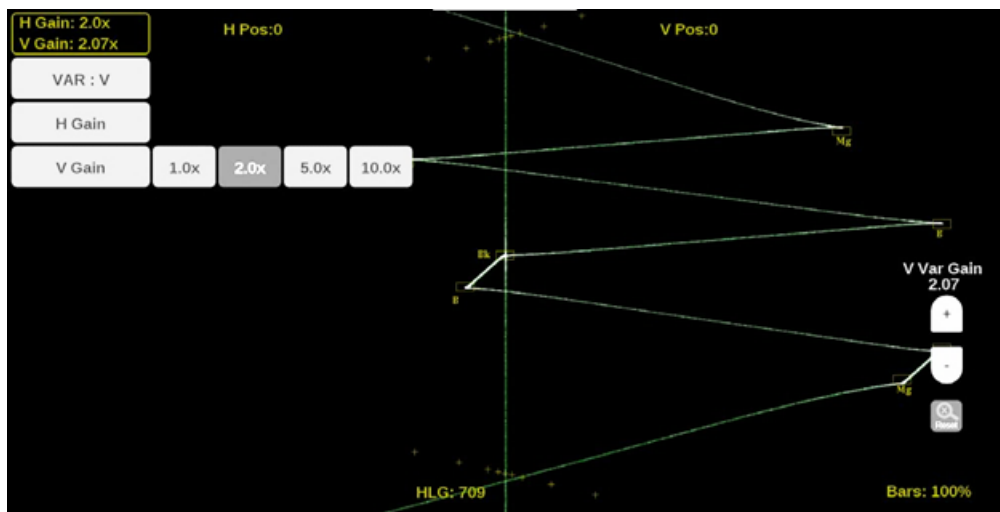 H Gain: 2.0x
V Gain: 2.07x
H Pos:0
V Pos:0
VAR : V
H Gain
V Gain
1.0x
2.0x
5.0x
10.0x
Mg
Bk
B
V Var Gain
2.07
+
-
Mg
Reset
HLG: 709
Bars: 100%